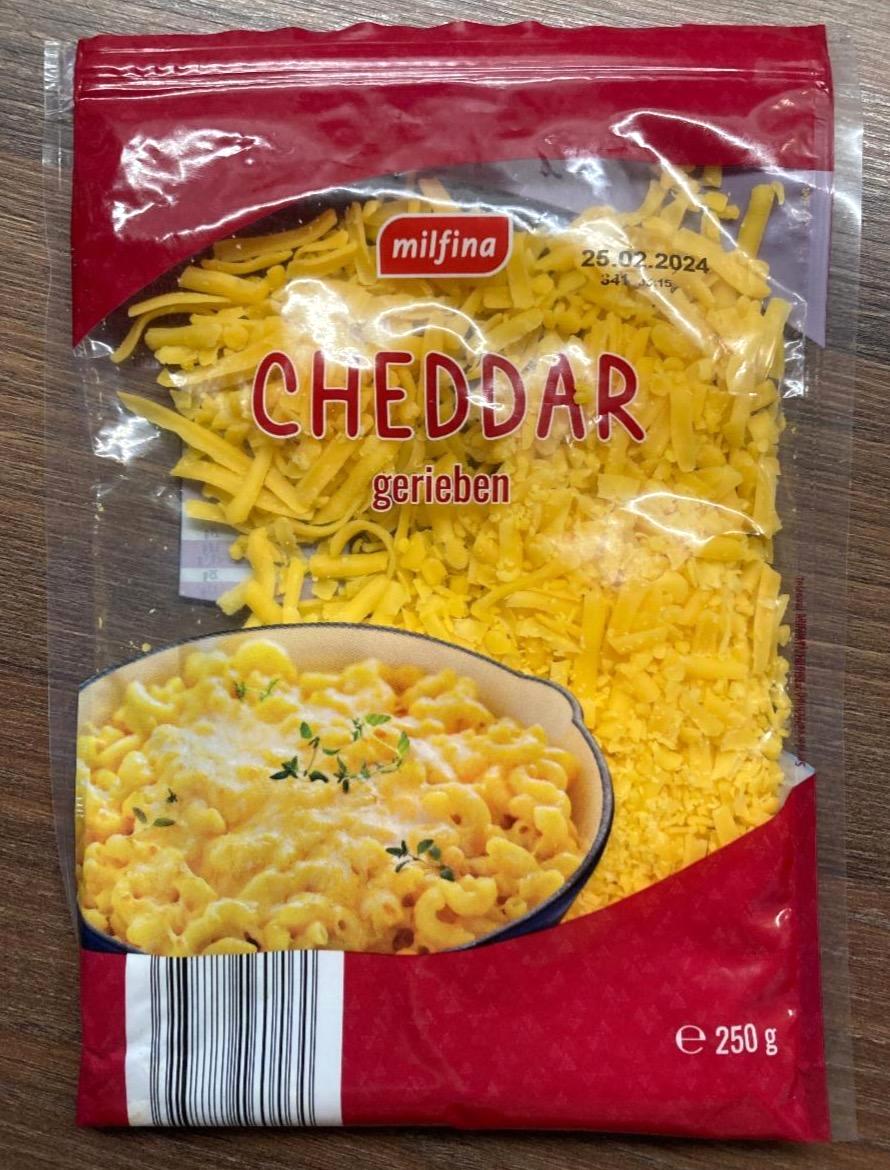 milfina
25.02.2024
CHEDDAR
gerieben
℮ 250 g